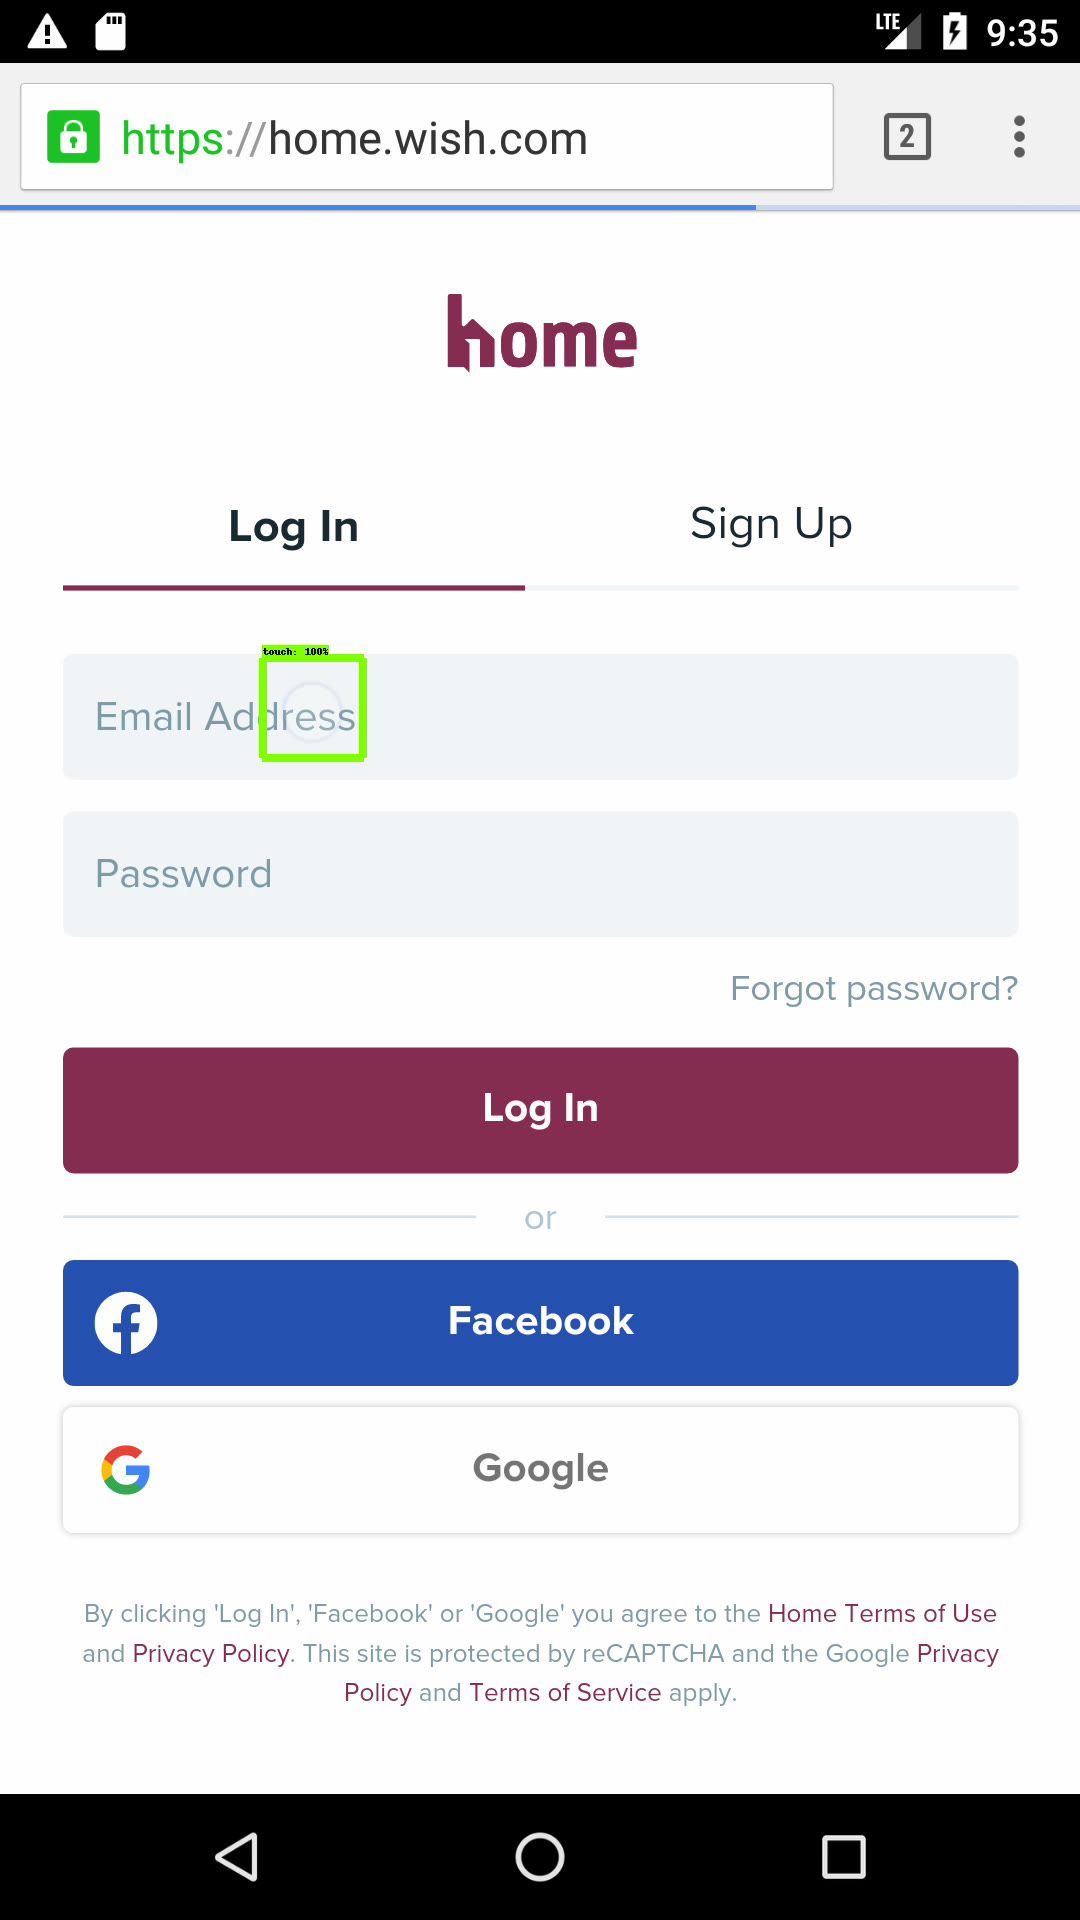 LTE 9:35
https://home.wish.com 2
home
Log In Sign Up
touch: 100%
Email Address
Password
Forgot password?
Log In
or
Facebook
Google
By clicking 'Log In', 'Facebook' or 'Google' you agree to the Home Terms of Use
and Privacy Policy. This site is protected by reCAPTCHA and the Google Privacy
Policy and Terms of Service apply.